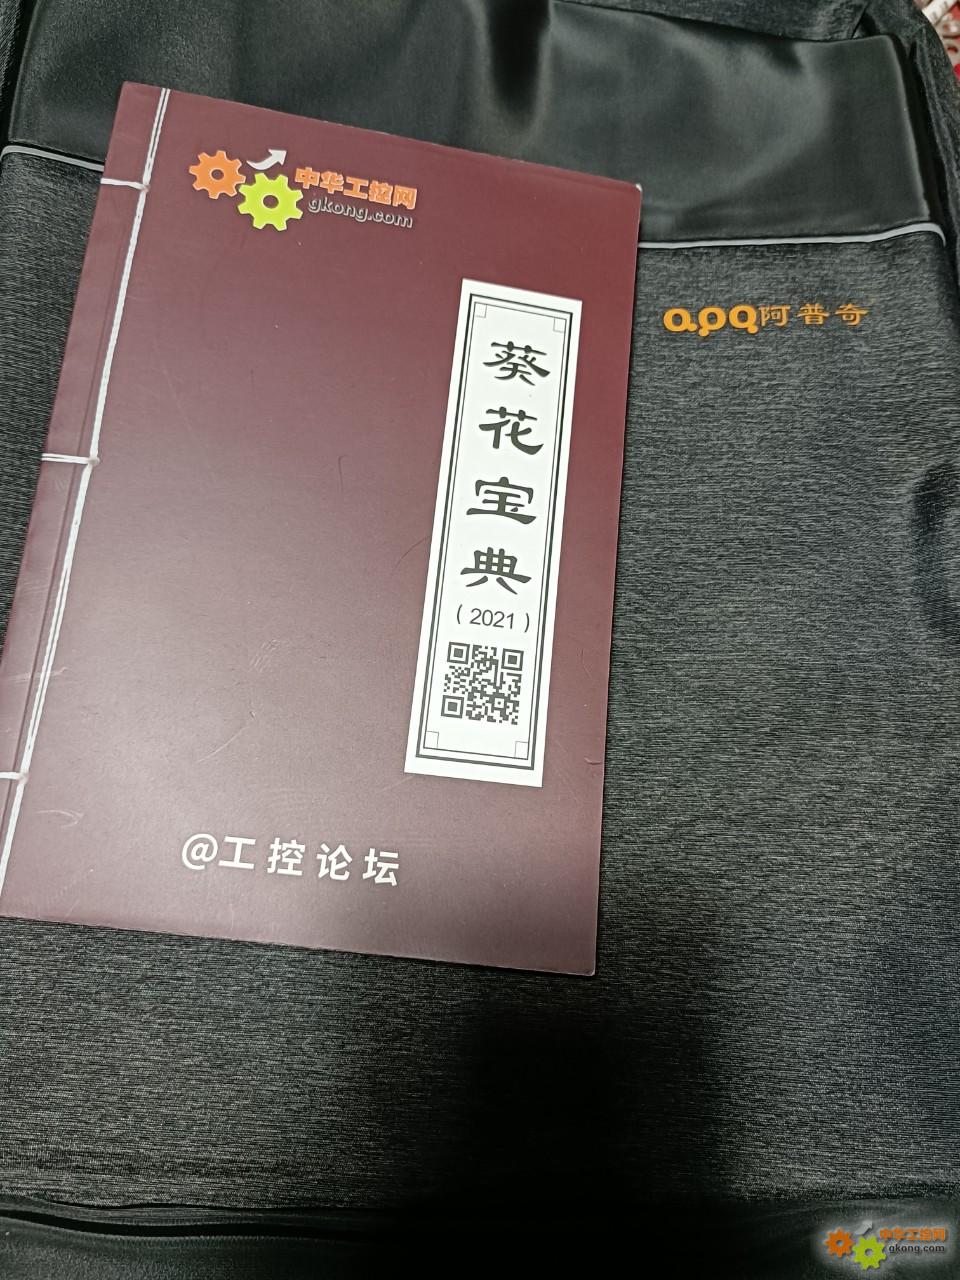 中华工控网
gkong.com
葵花宝典
(2021)
@工控论坛
apq阿普奇
中华工控网
gkong.com